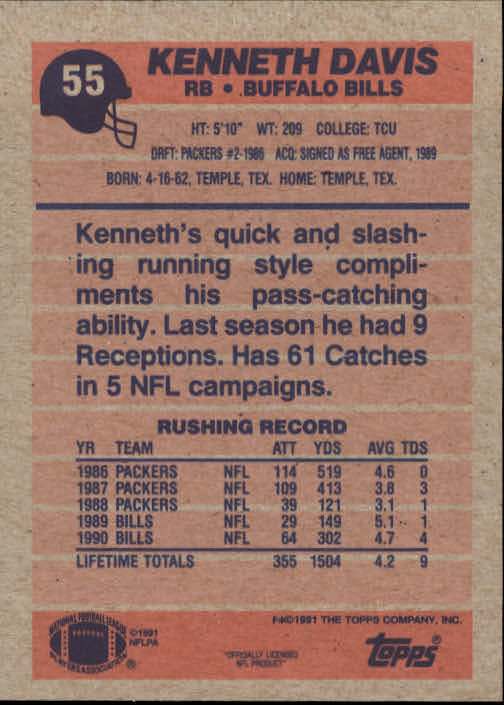 55
KENNETH DAVIS
RB • BUFFALO BILLS
HT: 5'10" WT: 209 COLLEGE: TCU
DRFT: PACKERS #2-1986 ACQ: SIGNED AS FREE AGENT, 1989
BORN: 4-16-62, TEMPLE, TEX. HOME: TEMPLE, TEX.
Kenneth's quick and slash-
ing running style compli-
ments his pass-catching
ability. Last season he had 9
Receptions. Has 61 Catches
in 5 NFL campaigns.
RUSHING RECORD
YR TEAM ATT YDS AVG TDS
1986 PACKERS NFL 114 519 4.6 0
1987 PACKERS NFL 109 413 3.8 3
1988 PACKERS NFL 39 121 3.1 1
1989 BILLS NFL 29 149 5.1 1
1990 BILLS NFL 64 302 4.7 4
LIFETIME TOTALS 355 1504 4.2 9
F4©1991 THE TOPPS COMPANY, INC.
NATIONAL FOOTBALL LEAGUE
PLAYERS ASSOCIATION
®
©1991
NFLPA
"OFFICIALLY LICENSED
NFL PRODUCT"
topps®